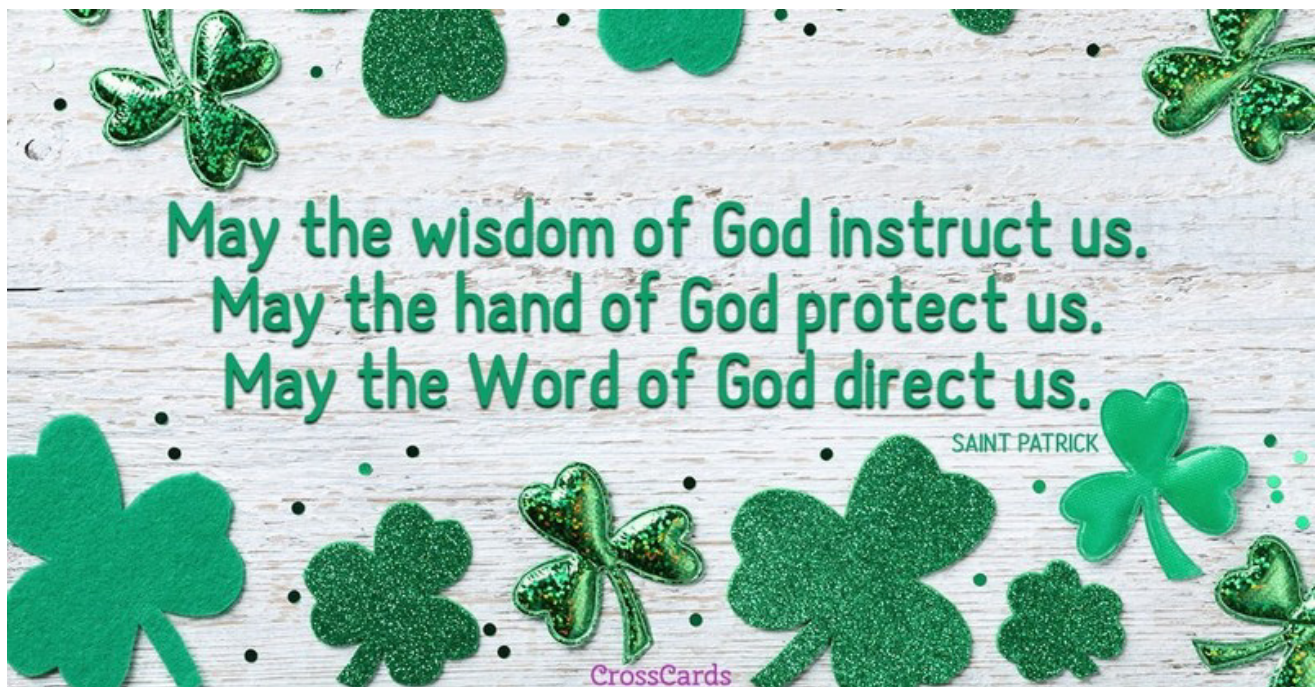 May the wisdom of God instruct us.
May the hand of God protect us.
May the Word of God direct us.
SAINT PATRICK
CrossCards